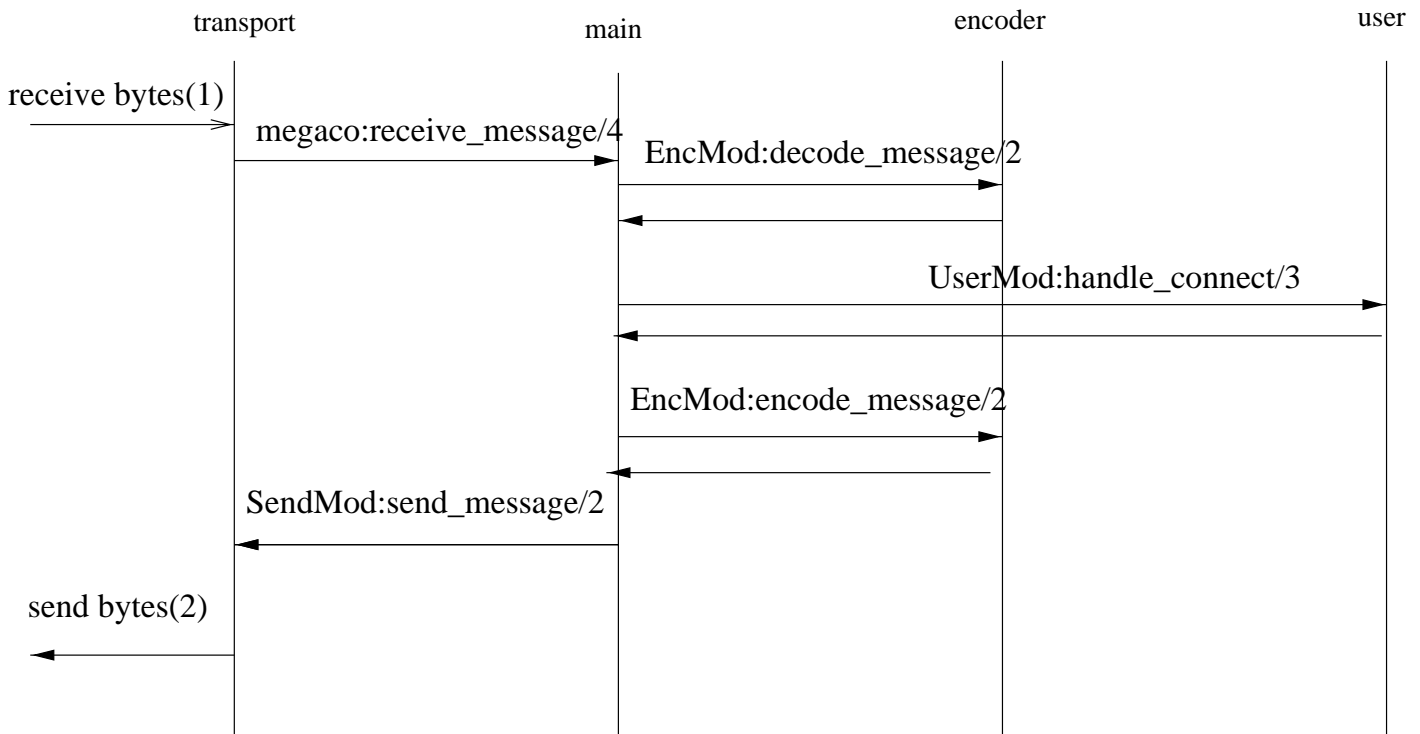 transport
main
encoder
user
receive bytes(1)
megaco:receive_message/4
EncMod:decode_message/2
UserMod:handle_connect/3
EncMod:encode_message/2
SendMod:send_message/2
send bytes(2)